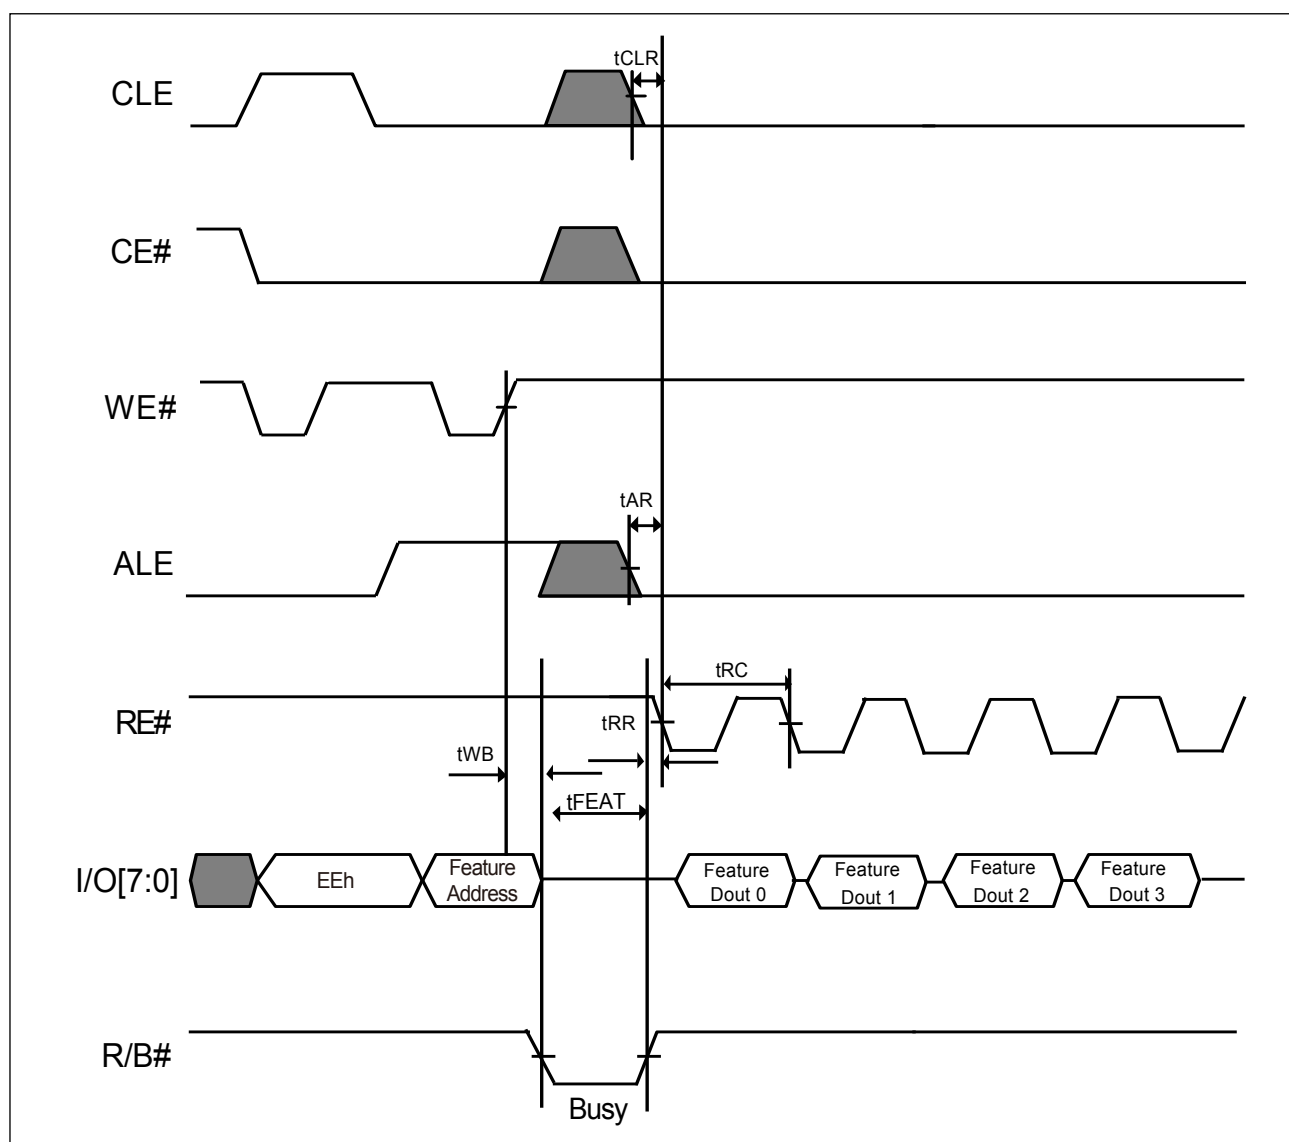 tCLR
CLE
CE#
WE#
tAR
ALE
tRC
RE#
tRR
tWB
tFEAT
I/O[7:0]
EEh
Feature
Address
Feature
Dout 0
Feature
Dout 1
Feature
Dout 2
Feature
Dout 3
R/B#
Busy